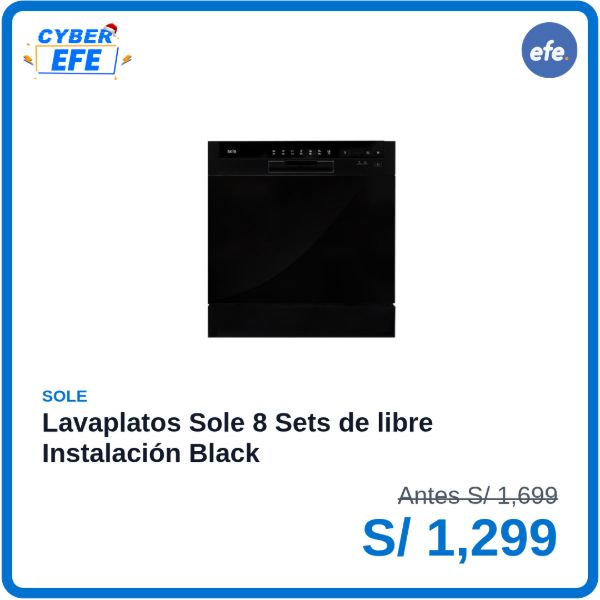 CYBER
EFE
efe.
SOLE
Lavaplatos Sole 8 Sets de libre
Instalación Black
Antes S/ 1,699
S/ 1,299